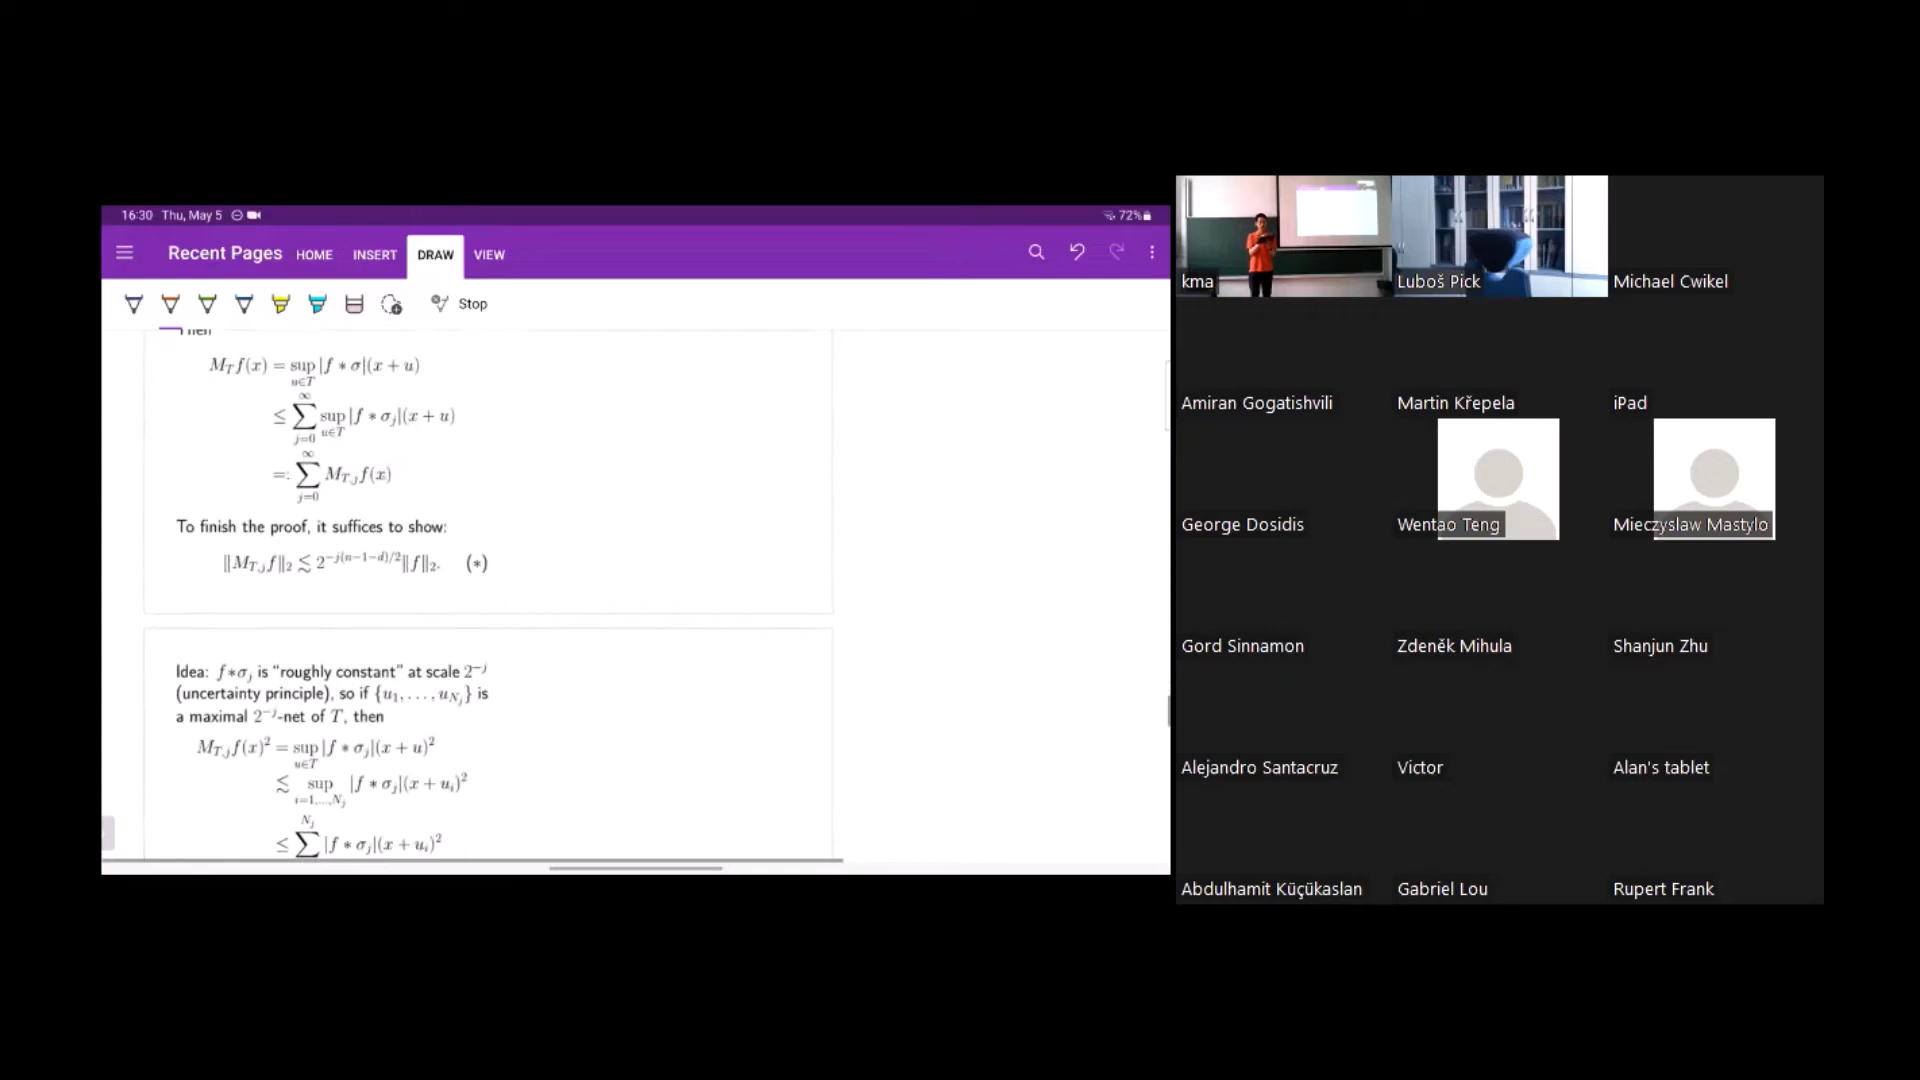 16:30 Thu, May 5
72%
Recent Pages HOME INSERT DRAW VIEW
Stop
Then
M_T f(x) = sup_{u∈T} |f ∗ σ|(x + u)
≤ ∑_{j=0}^{∞} sup_{u∈T} |f ∗ σ_j|(x + u)
=: ∑_{j=0}^{∞} M_{T,j} f(x)
To finish the proof, it suffices to show:
‖M_{T,j} f‖_2 ≲ 2^{−j(n−1−d)/2} ‖f‖_2. (∗)
Idea: f∗σ_j is “roughly constant” at scale 2^{−j}
(uncertainty principle), so if {u_1, . . . , u_{N_j}} is
a maximal 2^{−j}-net of T, then
M_{T,j} f(x)^2 = sup_{u∈T} |f ∗ σ_j|(x + u)^2
≲ sup_{i=1,...,N_j} |f ∗ σ_j|(x + u_i)^2
≤ ∑^{N_j} |f ∗ σ_j|(x + u_i)^2
kma
Luboš Pick
Michael Cwikel
Amiran Gogatishvili
Martin Křepela
iPad
George Dosidis
Wentao Teng
Mieczyslaw Mastylo
Gord Sinnamon
Zdeněk Mihula
Shanjun Zhu
Alejandro Santacruz
Victor
Alan's tablet
Abdulhamit Küçükaslan
Gabriel Lou
Rupert Frank